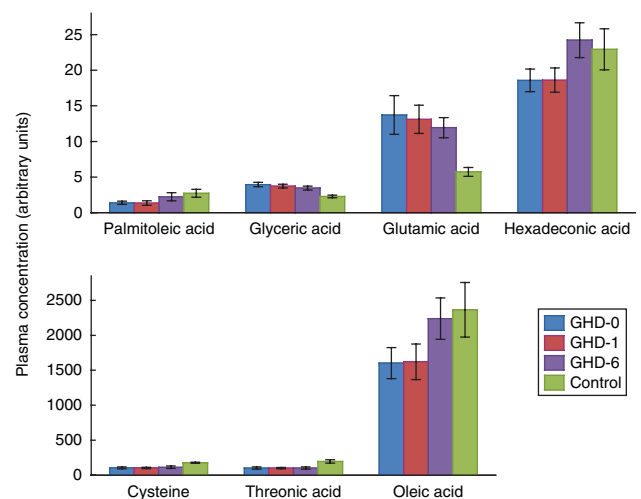 Plasma concentration (arbitrary units)
25
20
15
10
5
0
Palmitoleic acid Glyceric acid Glutamic acid Hexadeconic acid
2500
2000
1500
1000
500
0
Cysteine Threonic acid Oleic acid
GHD-0
GHD-1
GHD-6
Control